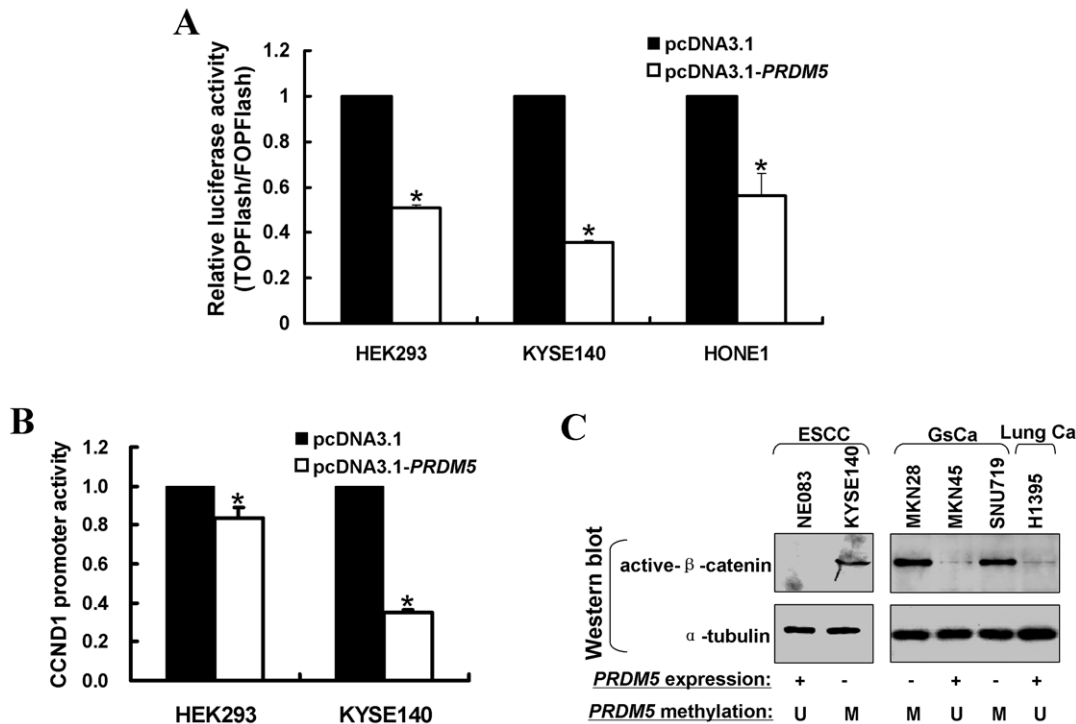 A
pcDNA3.1
pcDNA3.1-PRDM5
Relative luciferase activity
(TOPFlash/FOPFlash)
1.2
1
0.8
0.6
0.4
0.2
0
*
*
*
HEK293
KYSE140
HONE1
B
pcDNA3.1
pcDNA3.1-PRDM5
CCND1 promoter activity
1.2
1.0
0.8
0.6
0.4
0.2
0.0
*
*
HEK293
KYSE140
C
ESCC
GsCa
Lung Ca
NE083
KYSE140
MKN28
MKN45
SNU719
H1395
Western blot
active-β-catenin
α-tubulin
PRDM5 expression: + - - + - +
PRDM5 methylation: U M M U M U